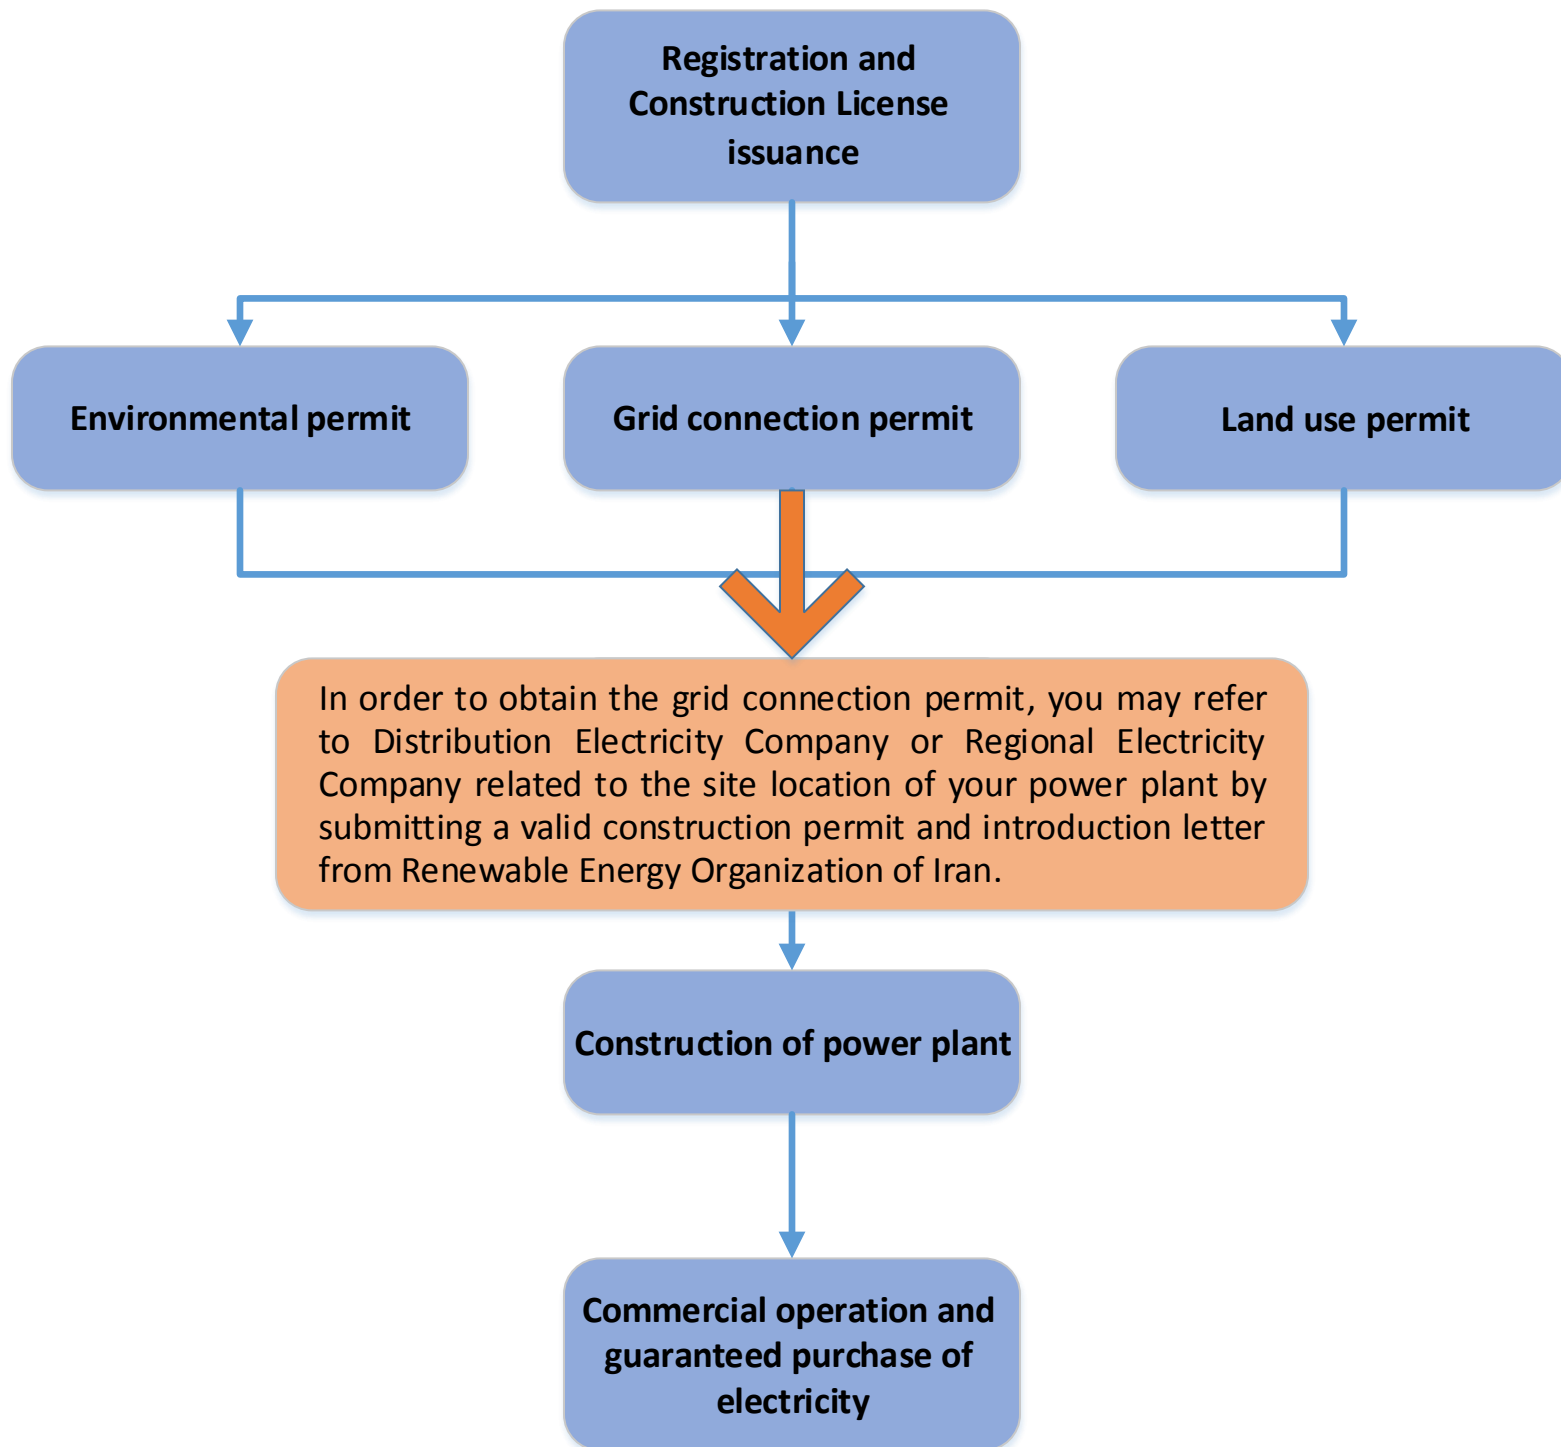 Registration and
Construction License
issuance
Environmental permit
Grid connection permit
Land use permit
In order to obtain the grid connection permit, you may refer
to Distribution Electricity Company or Regional Electricity
Company related to the site location of your power plant by
submitting a valid construction permit and introduction letter
from Renewable Energy Organization of Iran.
Construction of power plant
Commercial operation and
guaranteed purchase of
electricity